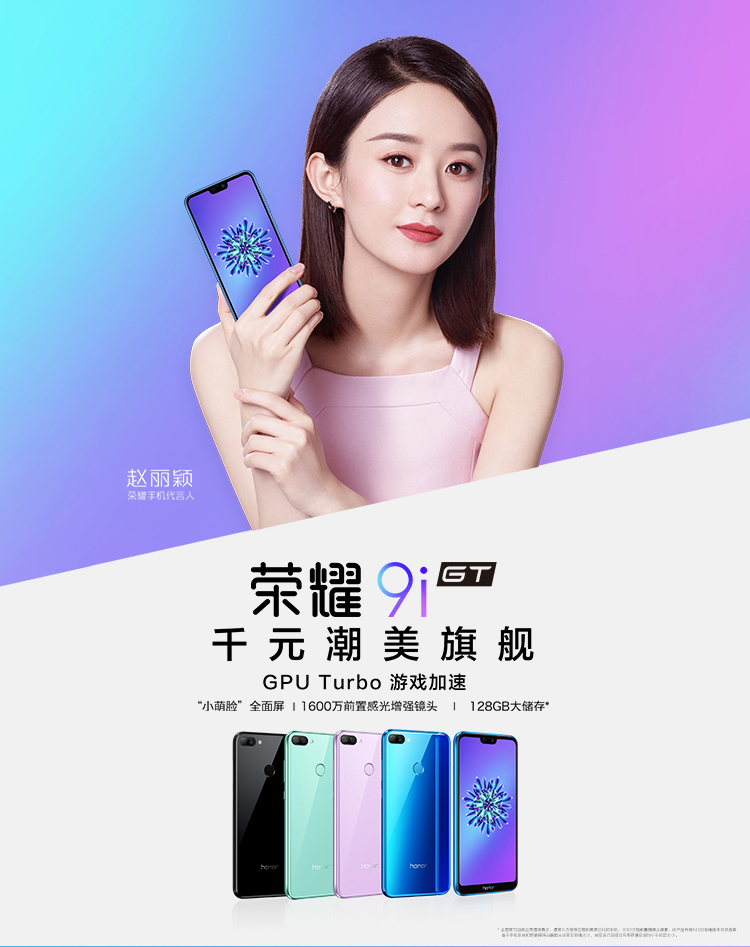 赵丽颖
荣耀手机代言人
荣耀 9i GT
千元潮美旗舰
GPU Turbo 游戏加速
“小萌脸”全面屏 | 1600万前置感光增强镜头 | 128GB大储存*
honor honor honor honor honor